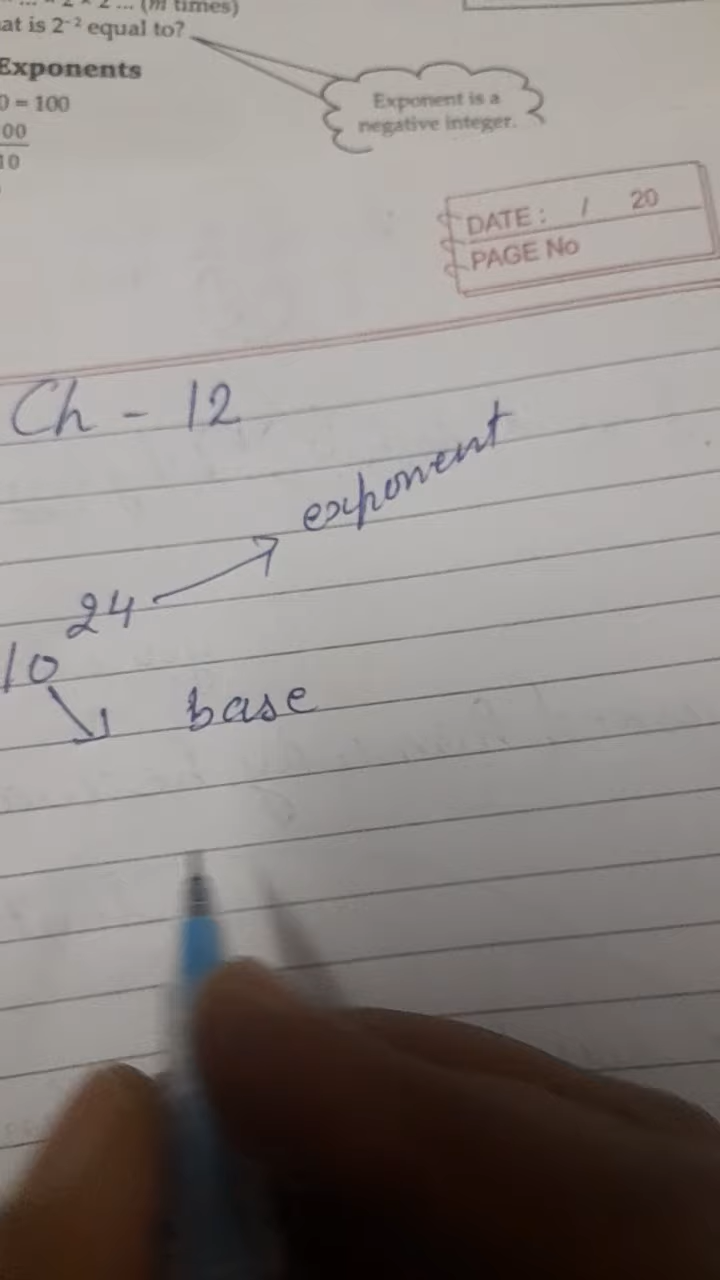 (m times)
at is 2⁻² equal to?
Exponents
0 = 100
Exponent is a
negative integer.
00
10
DATE : / 20
PAGE No
Ch - 12
exponent
24
10
base